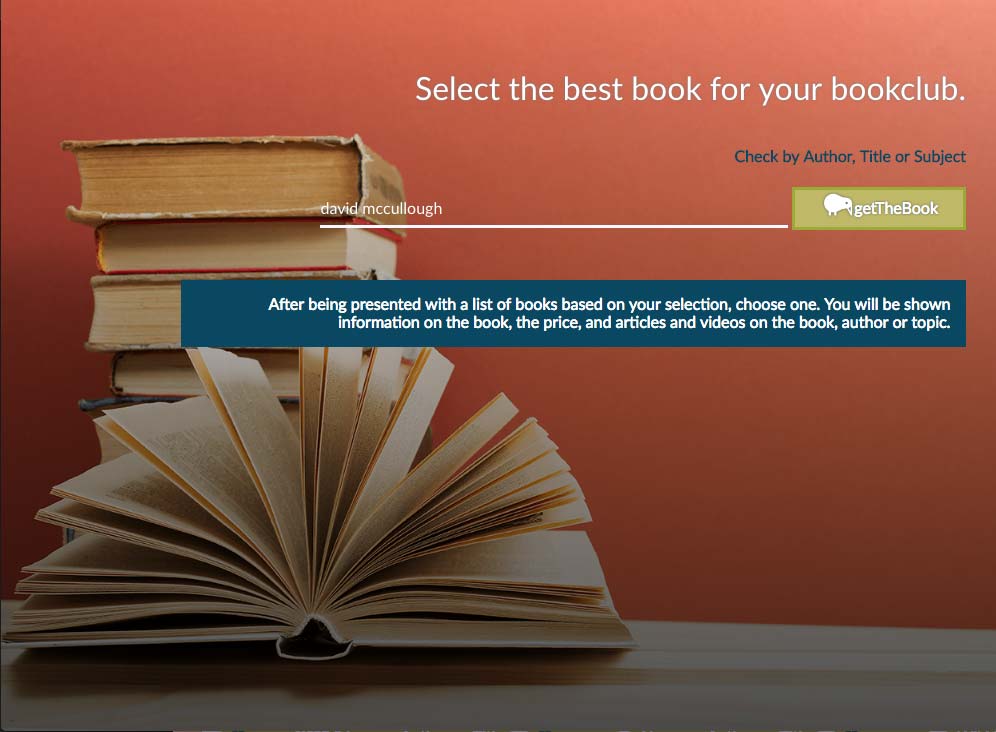 Select the best book for your bookclub.
Check by Author, Title or Subject
david mccullough
getTheBook
After being presented with a list of books based on your selection, choose one. You will be shown
information on the book, the price, and articles and videos on the book, author or topic.